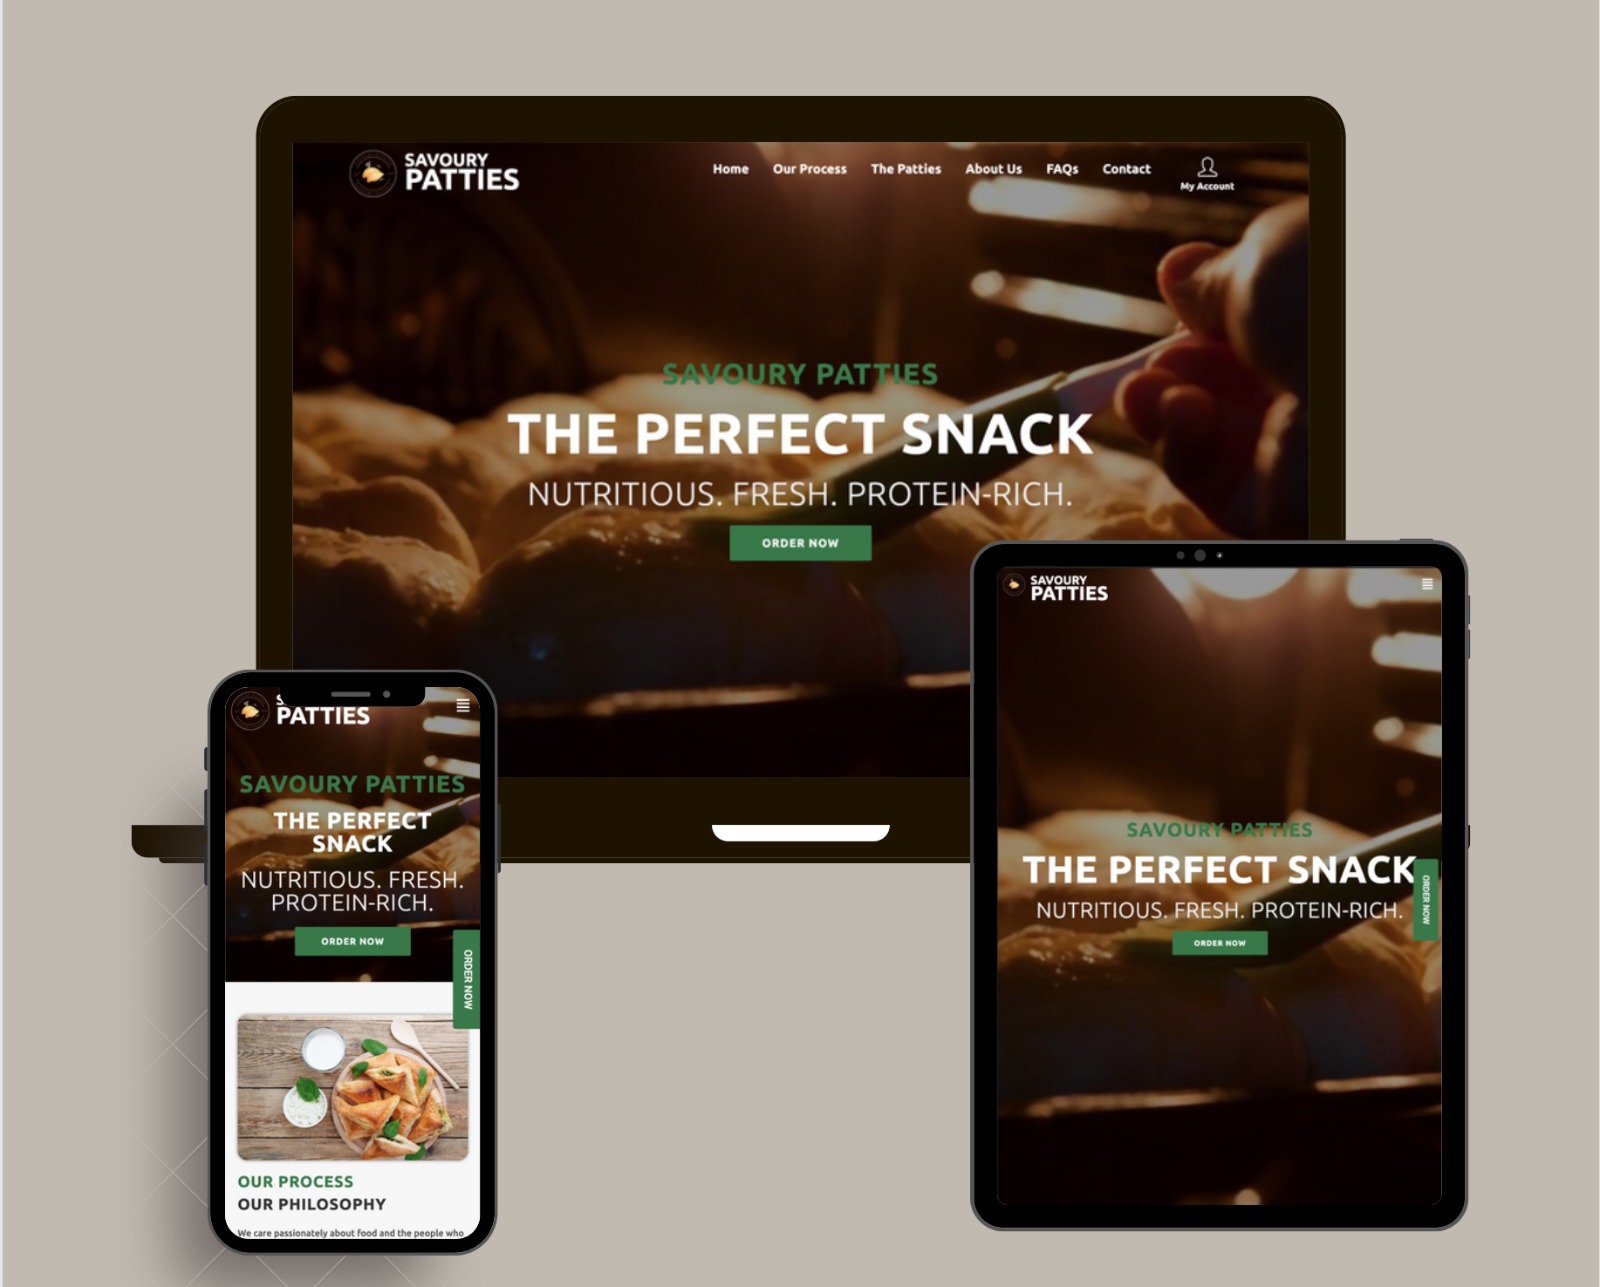 SAVOURY
PATTIES
Home Our Process The Patties About Us FAQs Contact
My Account
SAVOURY PATTIES
THE PERFECT SNACK
NUTRITIOUS. FRESH. PROTEIN-RICH.
ORDER NOW
PATTIES
SAVOURY PATTIES
THE PERFECT
SNACK
NUTRITIOUS. FRESH.
PROTEIN-RICH.
ORDER NOW
ORDER NOW
OUR PROCESS
OUR PHILOSOPHY
We care passionately about food and the people who
SAVOURY
PATTIES
SAVOURY PATTIES
THE PERFECT SNACK
NUTRITIOUS. FRESH. PROTEIN-RICH.
ORDER NOW
ORDER NOW